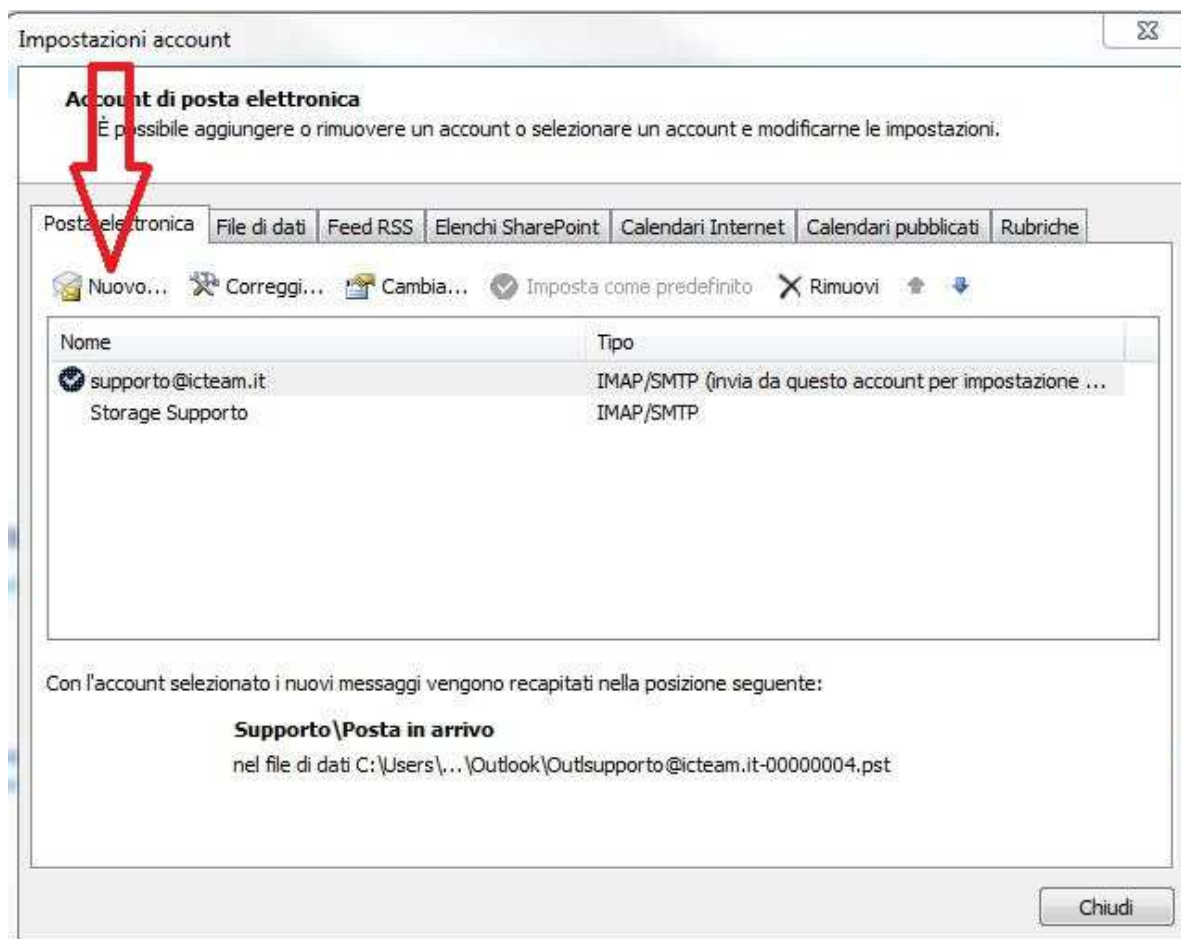 Impostazioni account
Account di posta elettronica
È possibile aggiungere o rimuovere un account o selezionare un account e modificarne le impostazioni.
Posta elettronica File di dati Feed RSS Elenchi SharePoint Calendari Internet Calendari pubblicati Rubriche
Nuovo... Correggi... Cambia... Imposta come predefinito Rimuovi
Nome Tipo
supporto@icteam.it IMAP/SMTP (invia da questo account per impostazione ...
Storage Supporto IMAP/SMTP
Con l'account selezionato i nuovi messaggi vengono recapitati nella posizione seguente:
Supporto\Posta in arrivo
nel file di dati C:\Users\...\Outlook\Outlsupporto@icteam.it-00000004.pst
Chiudi